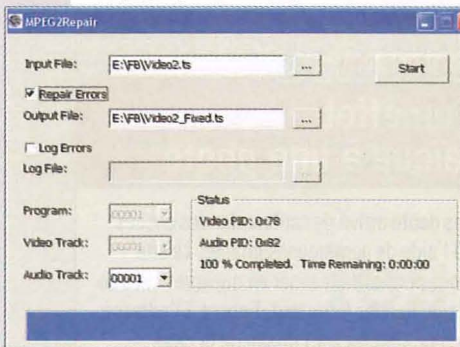 MPEG2Repair
Input File: E:\FB\Video2.ts ... Start
Repair Errors
Output File: E:\FB\Video2_Fixed.ts ...
Log Errors
Log File: ...
Status
Program: 00001
Video PID: 0x78
Video Track: 00001
Audio PID: 0x82
100 % Completed. Time Remaining: 0:00:00
Audio Track: 00001